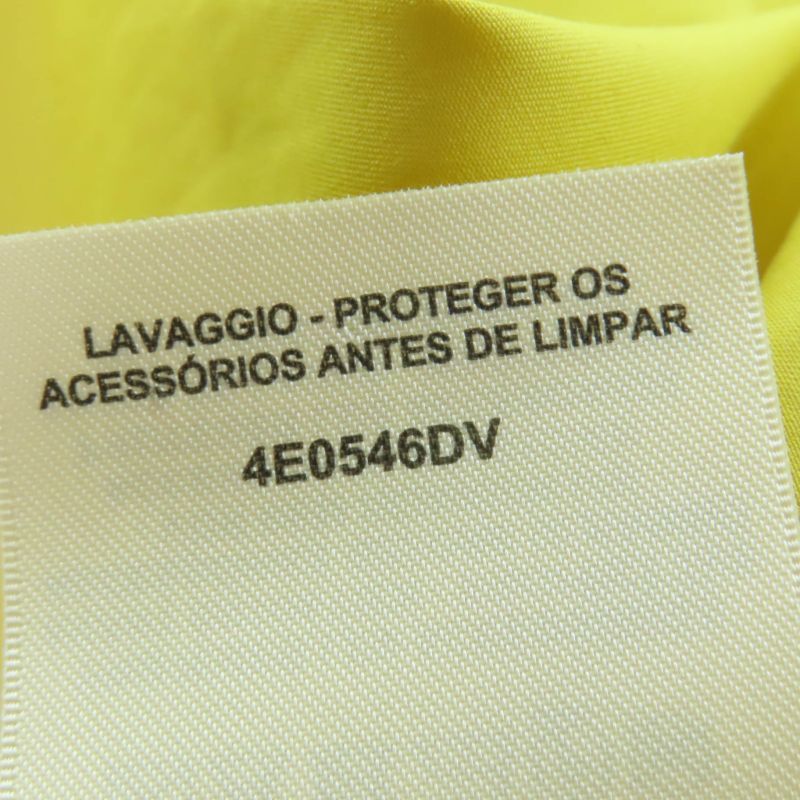 LAVAGGIO - PROTEGER OS
ACESSÓRIOS ANTES DE LIMPAR
4E0546DV